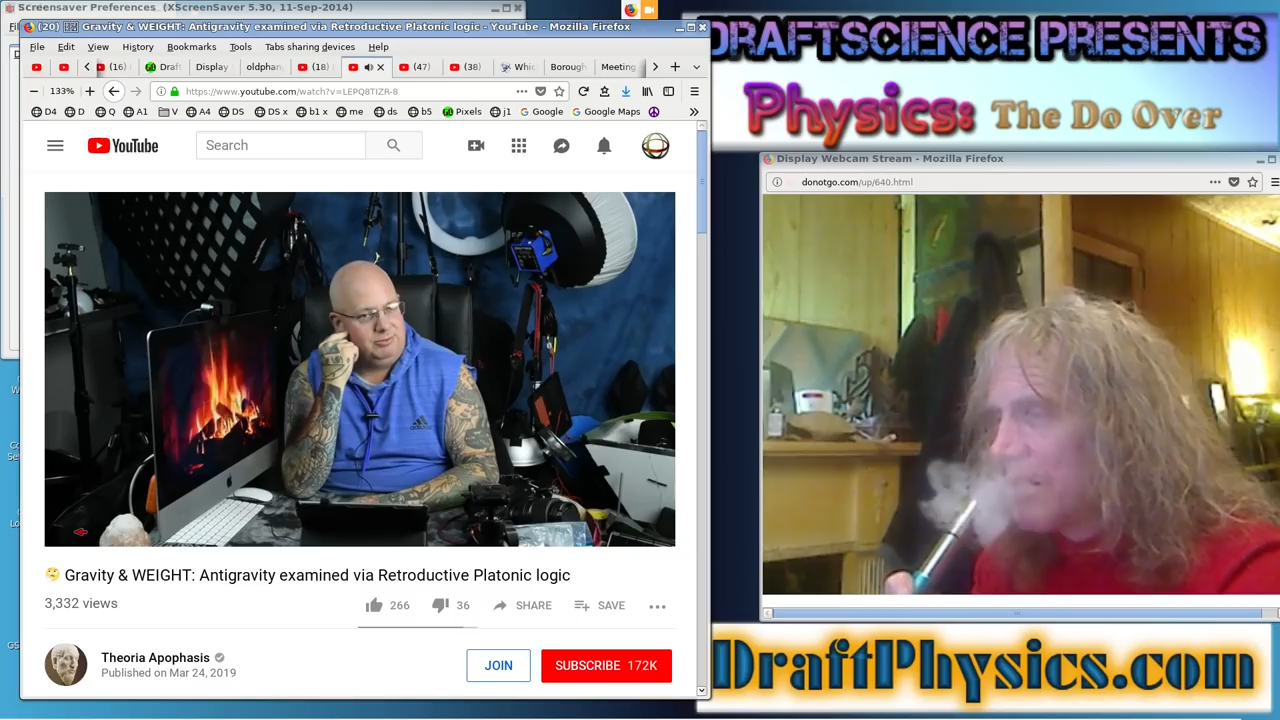 Screensaver Preferences (XScreenSaver 5.30, 11-Sep-2014)
(20) Gravity & WEIGHT: Antigravity examined via Retroductive Platonic logic - YouTube - Mozilla Firefox
File Edit View History Bookmarks Tools Tabs sharing devices Help
(16) Draft Display oldphan (18) (47) (38) Whic Borough Meeting
133% https://www.youtube.com/watch?v=LEPQ8TIZR-8
D4 D Q A1 V A4 DS DS x b1 x me ds b5 Pixels j1 Google Google Maps
YouTube
Search
adidas
Gravity & WEIGHT: Antigravity examined via Retroductive Platonic logic
3,332 views
266 36 SHARE SAVE
Theoria Apophasis
Published on Mar 24, 2019
JOIN
SUBSCRIBE 172K
DRAFTSCIENCE PRESENTS
Physics: The Do Over
Display Webcam Stream - Mozilla Firefox
donotgo.com/up/640.html
DraftPhysics.com